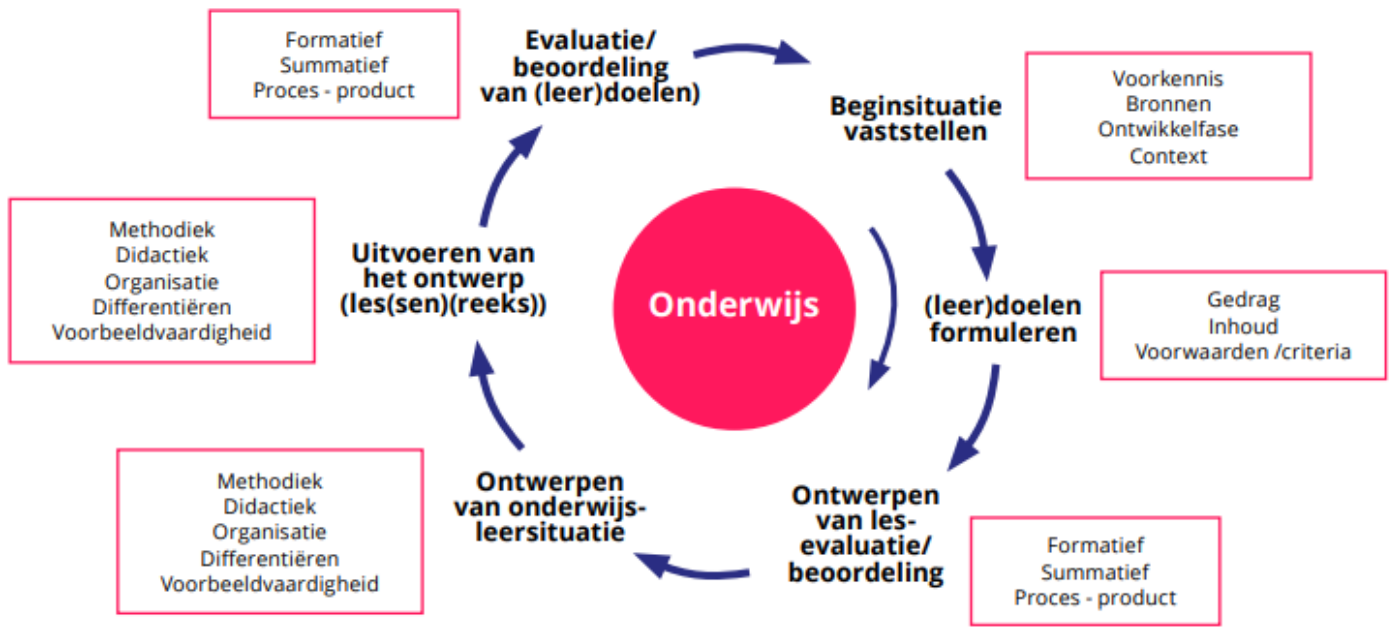 Formatief
Summatief
Proces - product
Evaluatie/
beoordeling
van (leer)doelen)
Beginsituatie
vaststellen
Voorkennis
Bronnen
Ontwikkelfase
Context
Methodiek
Didactiek
Organisatie
Differentiëren
Voorbeeldvaardigheid
Uitvoeren van
het ontwerp
(les(sen)(reeks))
Onderwijs
(leer)doelen
formuleren
Gedrag
Inhoud
Voorwaarden /criteria
Methodiek
Didactiek
Organisatie
Differentiëren
Voorbeeldvaardigheid
Ontwerpen
van onderwijs-
leersituatie
Ontwerpen
van les-
evaluatie/
beoordeling
Formatief
Summatief
Proces - product